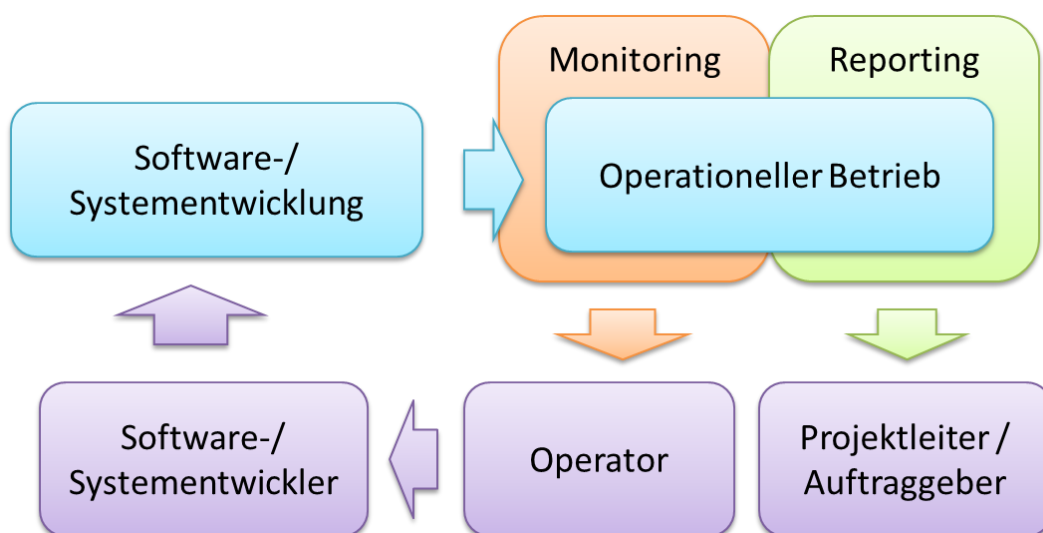 Monitoring
Reporting
Software-/
Systementwicklung
Operationeller Betrieb
Software-/
Systementwickler
Operator
Projektleiter /
Auftraggeber